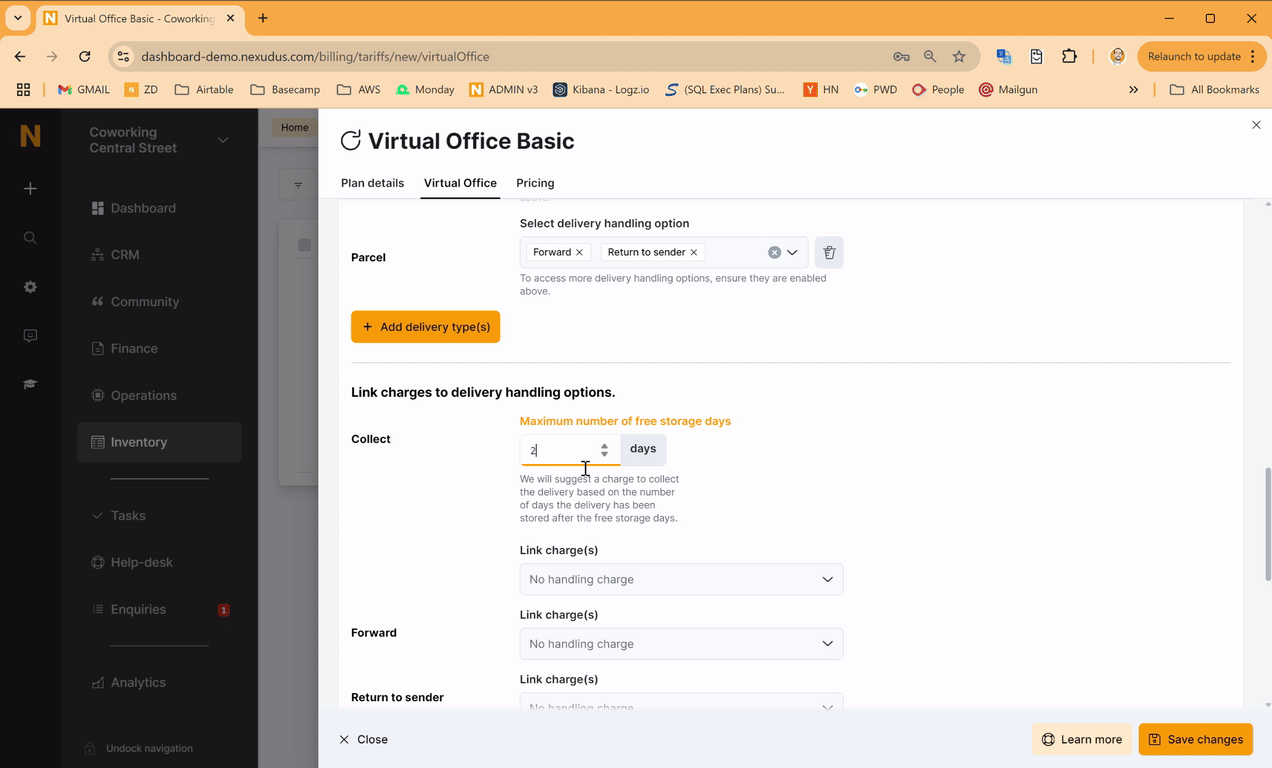 Virtual Office Basic - Coworking
dashboard-demo.nexudus.com/billing/tariffs/new/virtualOffice
Relaunch to update
GMAIL
ZD
Airtable
Basecamp
AWS
Monday
ADMIN v3
Kibana - Logz.io
(SQL Exec Plans) Su...
HN
PWD
People
Mailgun
All Bookmarks
Coworking
Central Street
Dashboard
CRM
Community
Finance
Operations
Inventory
Tasks
Help-desk
Enquiries
1
Analytics
Undock navigation
Home
Virtual Office Basic
Plan details
Virtual Office
Pricing
above.
Select delivery handling option
Parcel
Forward
Return to sender
To access more delivery handling options, ensure they are enabled
above.
Add delivery type(s)
Link charges to delivery handling options.
Collect
Maximum number of free storage days
2
days
We will suggest a charge to collect
the delivery based on the number
of days the delivery has been
stored after the free storage days.
Link charge(s)
No handling charge
Forward
Link charge(s)
No handling charge
Return to sender
Link charge(s)
No handling charge
Close
Learn more
Save changes